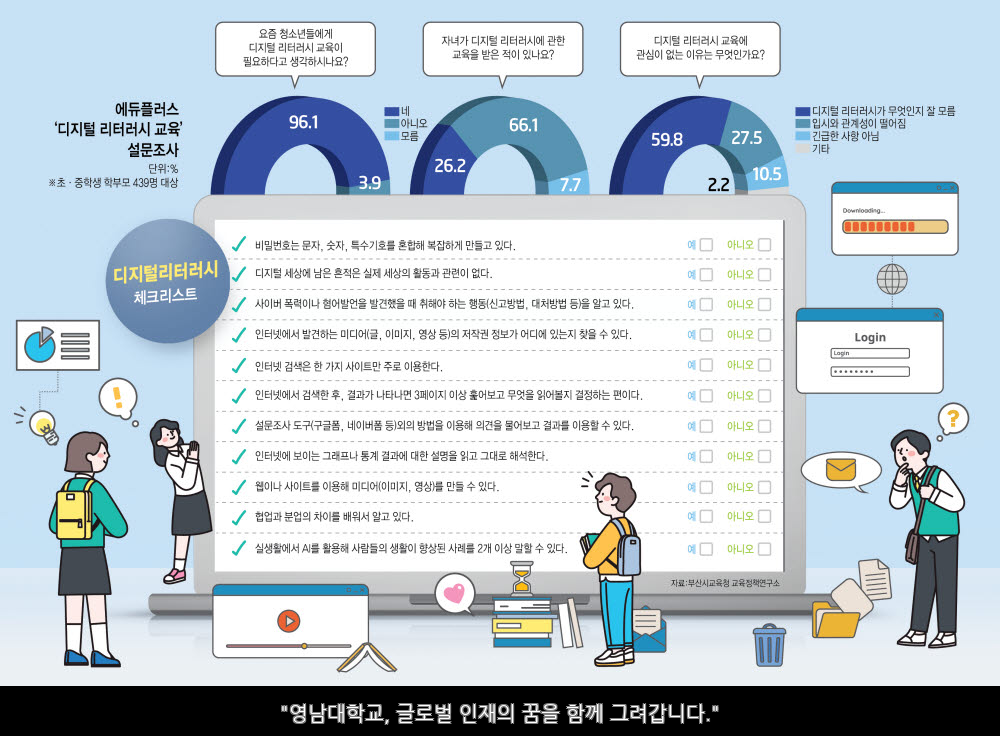 요즘 청소년들에게
디지털 리터러시 교육이
필요하다고 생각하시나요?
자녀가 디지털 리터러시에 관한
교육을 받은 적이 있나요?
디지털 리터러시 교육에
관심이 없는 이유는 무엇인가요?
에듀플러스
'디지털 리터러시 교육'
설문조사
단위:%
※초·중학생 학부모 439명 대상
96.1
3.9
네
아니오
모름
26.2
66.1
7.7
59.8
27.5
10.5
2.2
디지털 리터러시가 무엇인지 잘 모름
입시와 관계성이 떨어짐
긴급한 사항 아님
기타
디지털리터러시
체크리스트
비밀번호는 문자, 숫자, 특수기호를 혼합해 복잡하게 만들고 있다. 예 아니오
디지털 세상에 남은 흔적은 실제 세상의 활동과 관련이 없다. 예 아니오
사이버 폭력이나 혐어발언을 발견했을 때 취해야 하는 행동(신고방법, 대처방법 등)을 알고 있다. 예 아니오
인터넷에서 발견하는 미디어(글, 이미지, 영상 등)의 저작권 정보가 어디에 있는지 찾을 수 있다. 예 아니오
인터넷 검색은 한 가지 사이트만 주로 이용한다. 예 아니오
인터넷에서 검색한 후, 결과가 나타나면 3페이지 이상 훑어보고 무엇을 읽어볼지 결정하는 편이다. 예 아니오
설문조사 도구(구글폼, 네이버폼 등)외의 방법을 이용해 의견을 물어보고 결과를 이용할 수 있다. 예 아니오
인터넷에 보이는 그래프나 통계 결과에 대한 설명을 읽고 그대로 해석한다. 예 아니오
웹이나 사이트를 이용해 미디어(이미지, 영상)를 만들 수 있다. 예 아니오
협업과 분업의 차이를 배워서 알고 있다. 예 아니오
실생활에서 AI를 활용해 사람들의 생활이 향상된 사례를 2개 이상 말할 수 있다. 예 아니오
자료:부산시교육청 교육정책연구소
Downloading...
Login
Login
"영남대학교, 글로벌 인재의 꿈을 함께 그려갑니다."